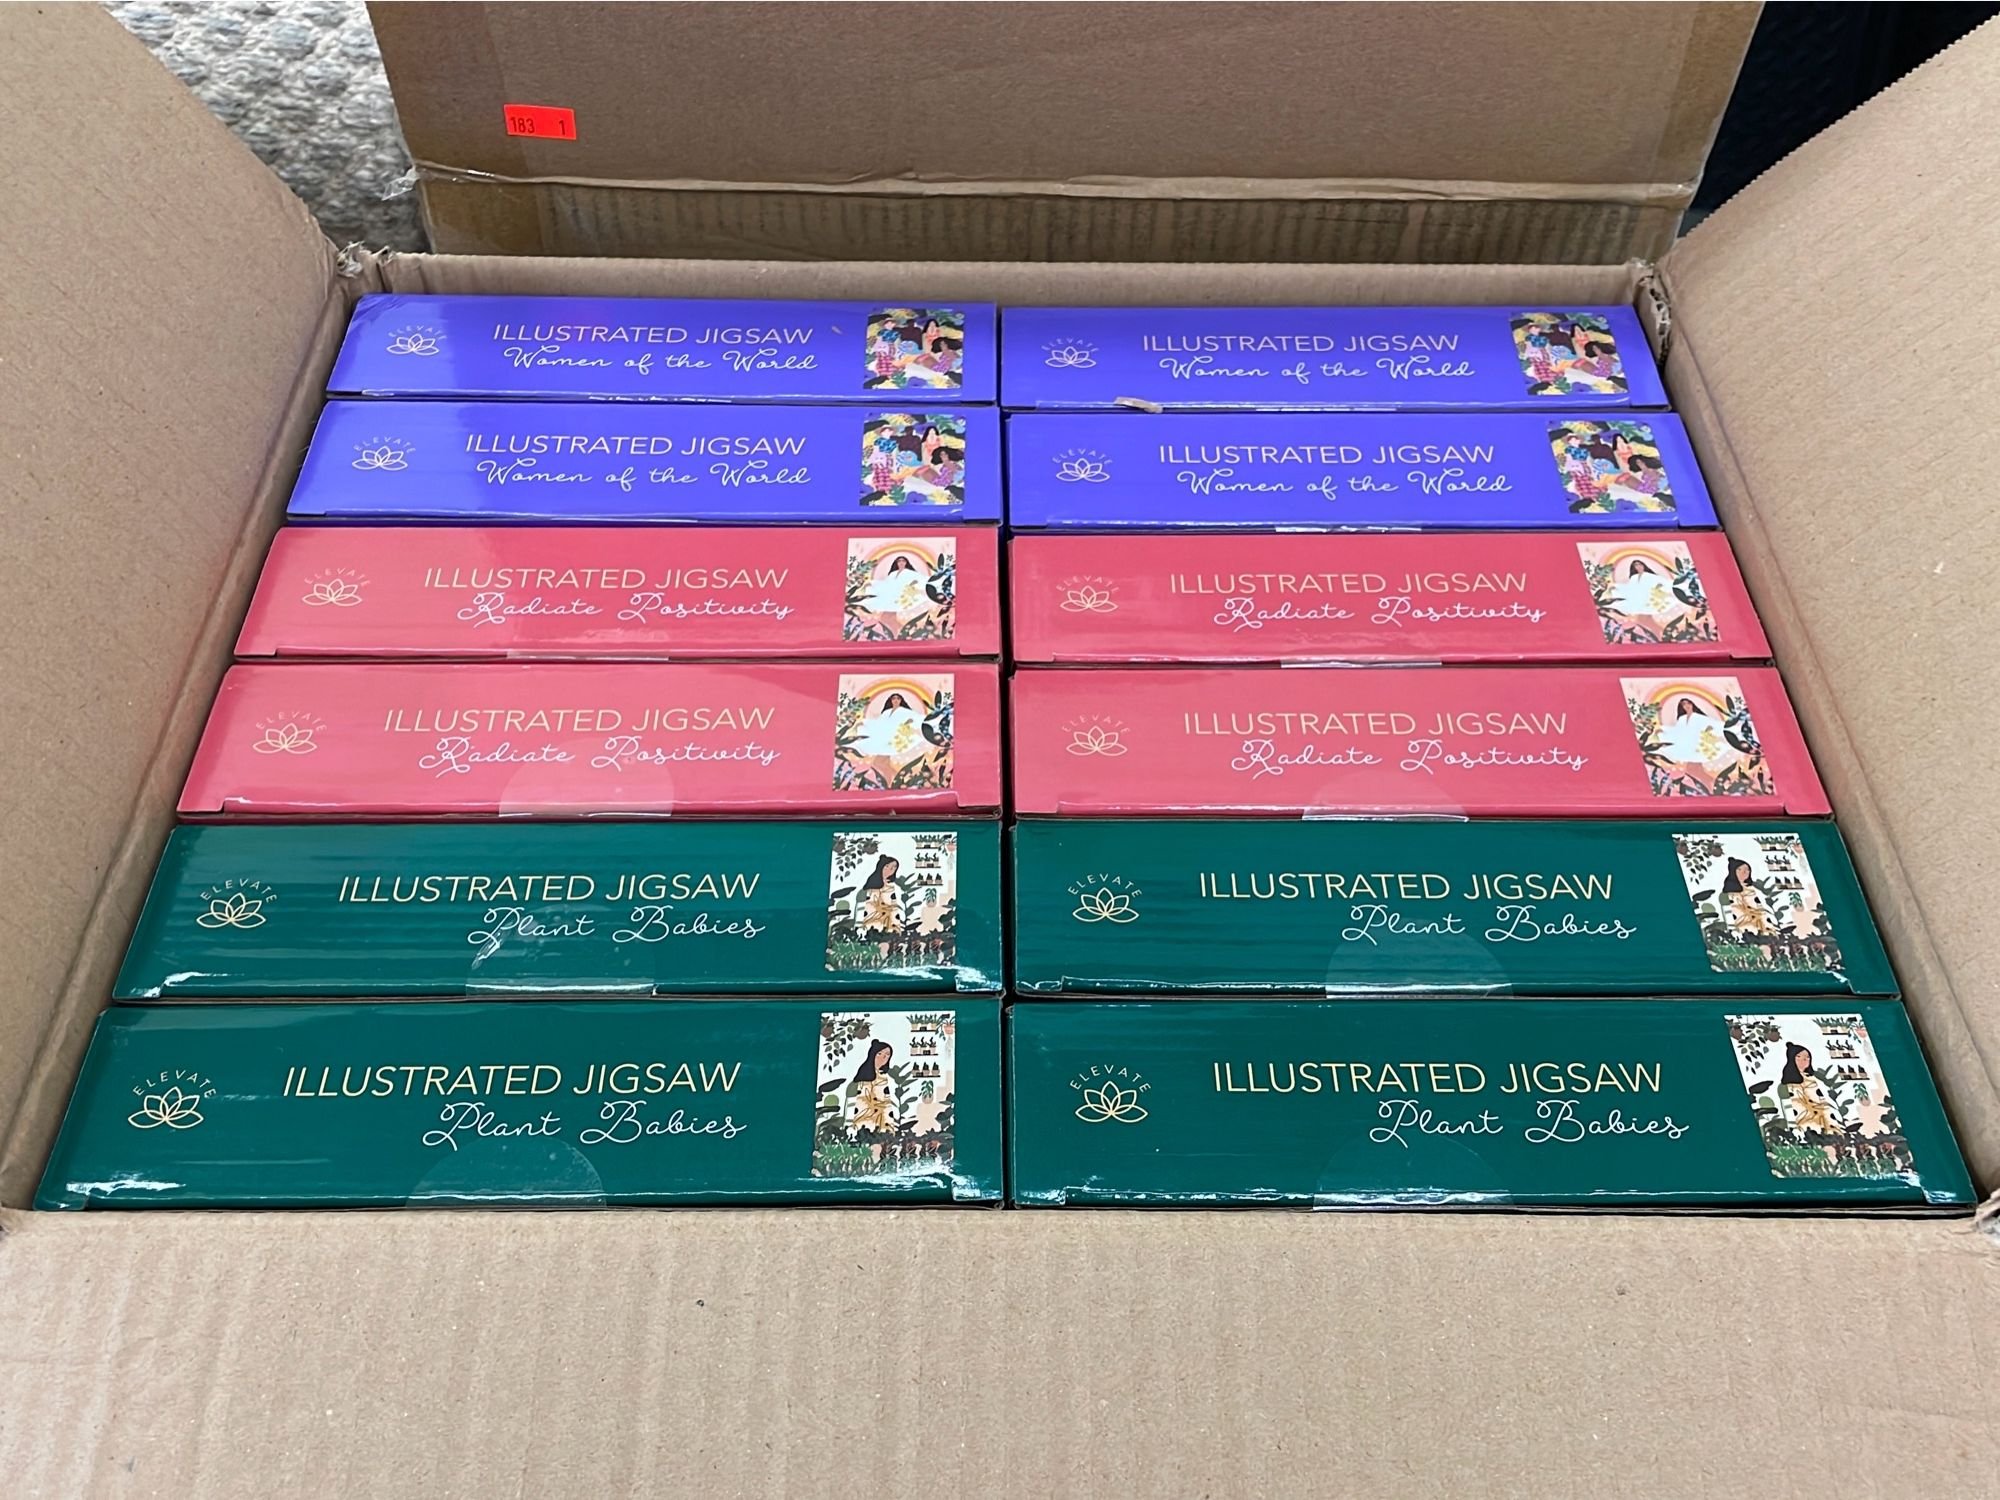 183 1
ELEVATE
ILLUSTRATED JIGSAW
Women of the World
ELEVATE
ILLUSTRATED JIGSAW
Women of the World
ELEVATE
ILLUSTRATED JIGSAW
Women of the World
ELEVATE
ILLUSTRATED JIGSAW
Women of the World
ELEVATE
ILLUSTRATED JIGSAW
Radiate Positivity
ELEVATE
ILLUSTRATED JIGSAW
Radiate Positivity
ELEVATE
ILLUSTRATED JIGSAW
Radiate Positivity
ELEVATE
ILLUSTRATED JIGSAW
Radiate Positivity
ELEVATE
ILLUSTRATED JIGSAW
Plant Babies
ELEVATE
ILLUSTRATED JIGSAW
Plant Babies
ELEVATE
ILLUSTRATED JIGSAW
Plant Babies
ELEVATE
ILLUSTRATED JIGSAW
Plant Babies